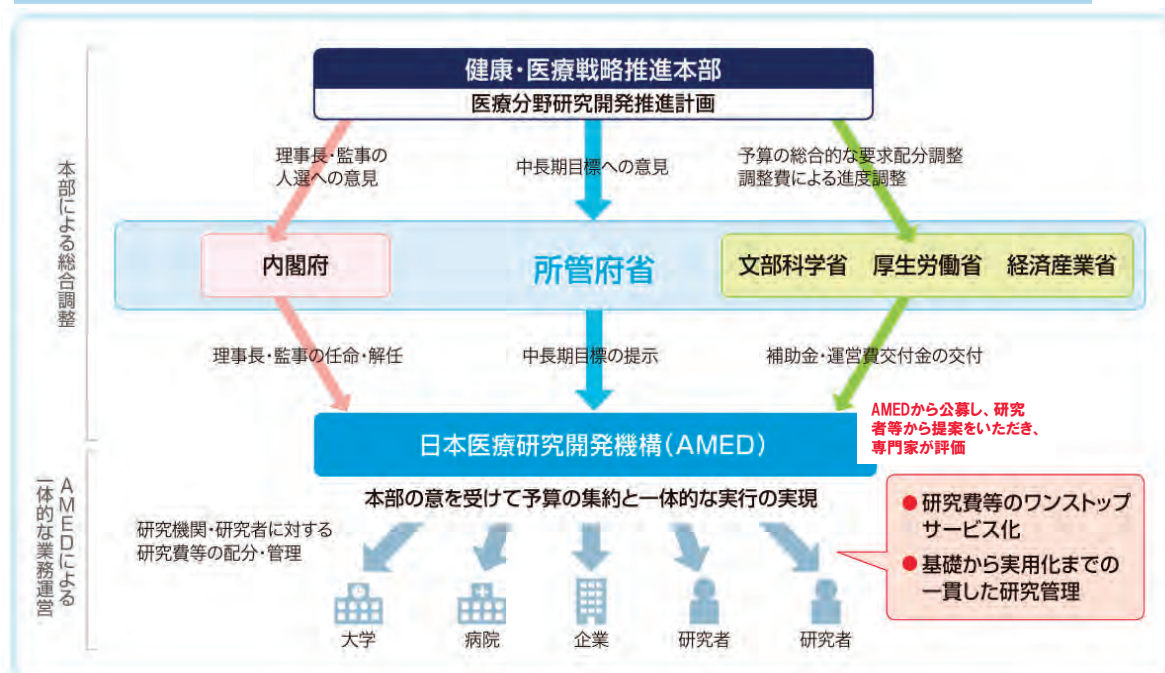 健康・医療戦略推進本部
医療分野研究開発推進計画
本部による総合調整
理事長・監事の
人選への意見
中長期目標への意見
予算の総合的な要求配分調整
調整費による進度調整
内閣府
所管府省
文部科学省 厚生労働省 経済産業省
理事長・監事の任命・解任
中長期目標の提示
補助金・運営費交付金の交付
日本医療研究開発機構(AMED)
AMEDから公募し、研究
者等から提案をいただき、
専門家が評価
AMEDによる
一体的な業務運営
本部の意を受けて予算の集約と一体的な実行の実現
研究機関・研究者に対する
研究費等の配分・管理
●研究費等のワンストップ
サービス化
●基礎から実用化までの
一貫した研究管理
大学
病院
企業
研究者
研究者